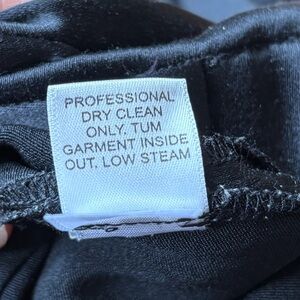 PROFESSIONAL
DRY CLEAN
ONLY. TUM
GARMENT INSIDE
OUT. LOW STEAM